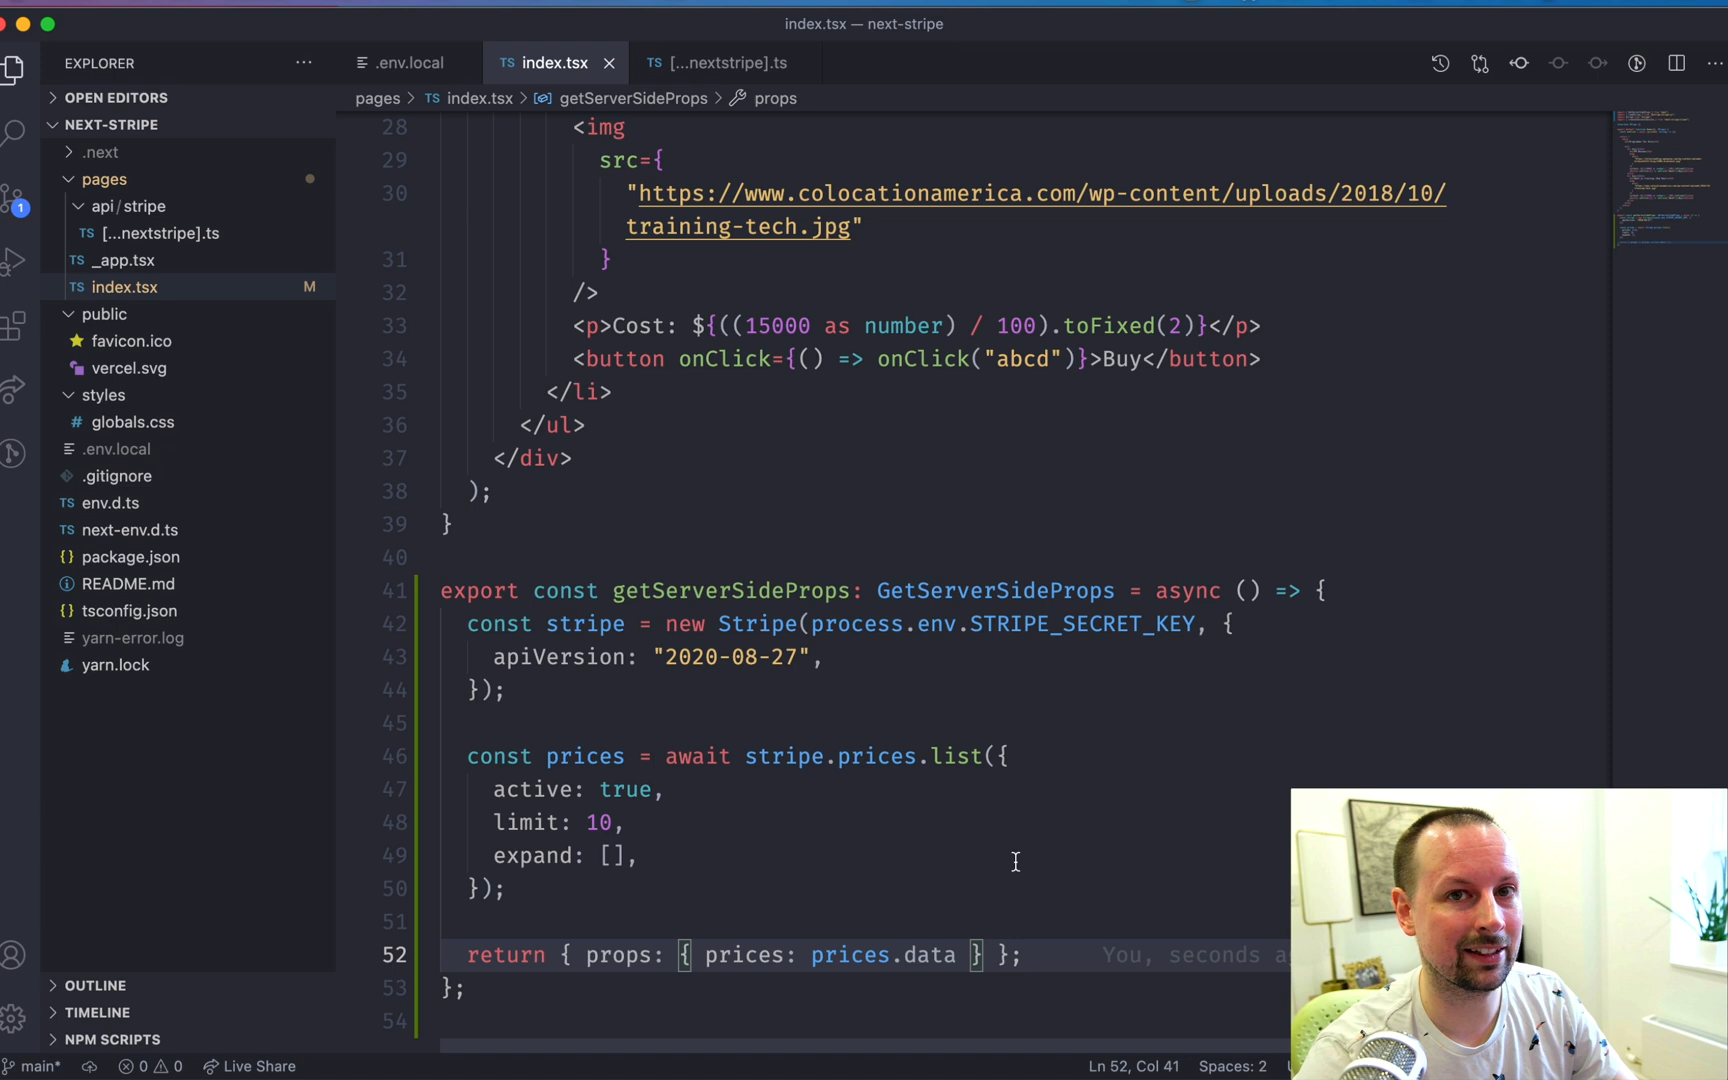 index.tsx — next-stripe
EXPLORER
OPEN EDITORS
NEXT-STRIPE
.next
pages
api/stripe
TS [...nextstripe].ts
TS _app.tsx
TS index.tsx M
public
favicon.ico
vercel.svg
styles
# globals.css
.env.local
.gitignore
TS env.d.ts
TS next-env.d.ts
{} package.json
README.md
{} tsconfig.json
yarn-error.log
yarn.lock
OUTLINE
TIMELINE
NPM SCRIPTS
1
.env.local
TS index.tsx
TS [...nextstripe].ts
pages > TS index.tsx > getServerSideProps > props
28 <img
29 src={
30 "https://www.colocationamerica.com/wp-content/uploads/2018/10/
training-tech.jpg"
31 }
32 />
33 <p>Cost: ${((15000 as number) / 100).toFixed(2)}</p>
34 <button onClick={() => onClick("abcd")}>Buy</button>
35 </li>
36 </ul>
37 </div>
38 );
39 }
40
41 export const getServerSideProps: GetServerSideProps = async () => {
42 const stripe = new Stripe(process.env.STRIPE_SECRET_KEY, {
43 apiVersion: "2020-08-27",
44 });
45
46 const prices = await stripe.prices.list({
47 active: true,
48 limit: 10,
49 expand: [],
50 });
51
52 return { props: { prices: prices.data } }; You, seconds
53 };
54
main* 0 0 Live Share
Ln 52, Col 41 Spaces: 2